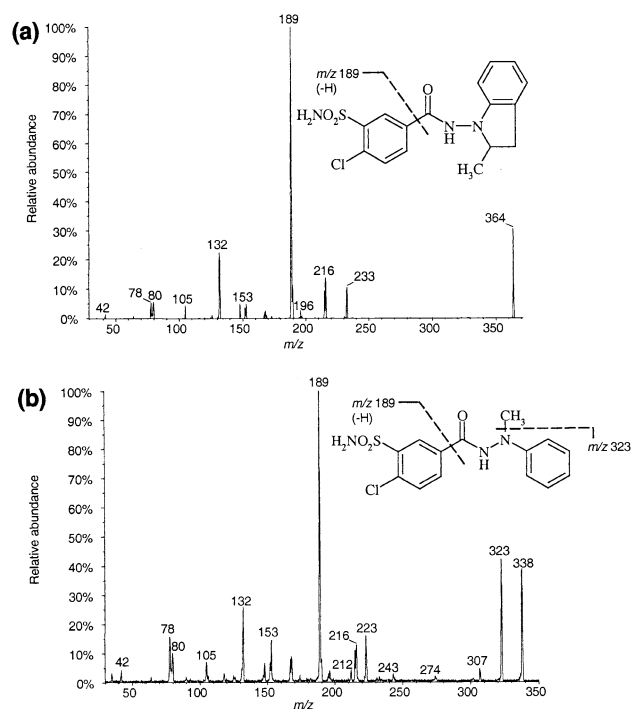 (a)
100%
90%
80%
70%
60%
50%
40%
30%
20%
10%
0%
Relative abundance
50
100
150
200
250
300
350
m/z
42
78
80
105
132
153
189
196
216
233
364
m/z 189
(-H)
H₂NO₂S
Cl
O
N
H
N
H₃C
(b)
100%
90%
80%
70%
60%
50%
40%
30%
20%
10%
0%
Relative abundance
50
100
150
200
250
300
350
m/z
42
78
80
105
132
153
189
212
216
223
243
274
307
323
338
m/z 189
(-H)
H₂NO₂S
Cl
O
N
H
N
CH₃
m/z 323